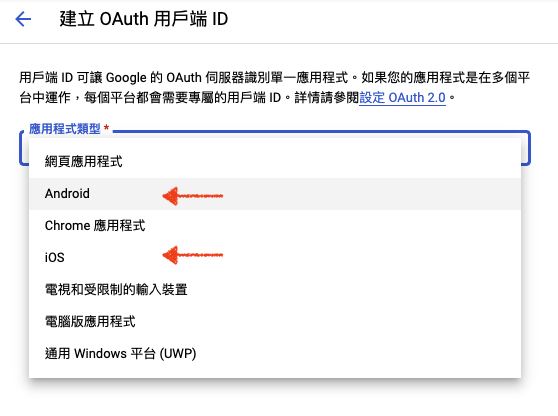 建立 OAuth 用戶端 ID
用戶端 ID 可讓 Google 的 OAuth 伺服器識別單一應用程式。如果您的應用程式是在多個平
台中運作，每個平台都會需要專屬的用戶端 ID。詳情請參閱設定 OAuth 2.0。
應用程式類型 *
網頁應用程式
Android
Chrome 應用程式
iOS
電視和受限制的輸入裝置
電腦版應用程式
通用 Windows 平台 (UWP)